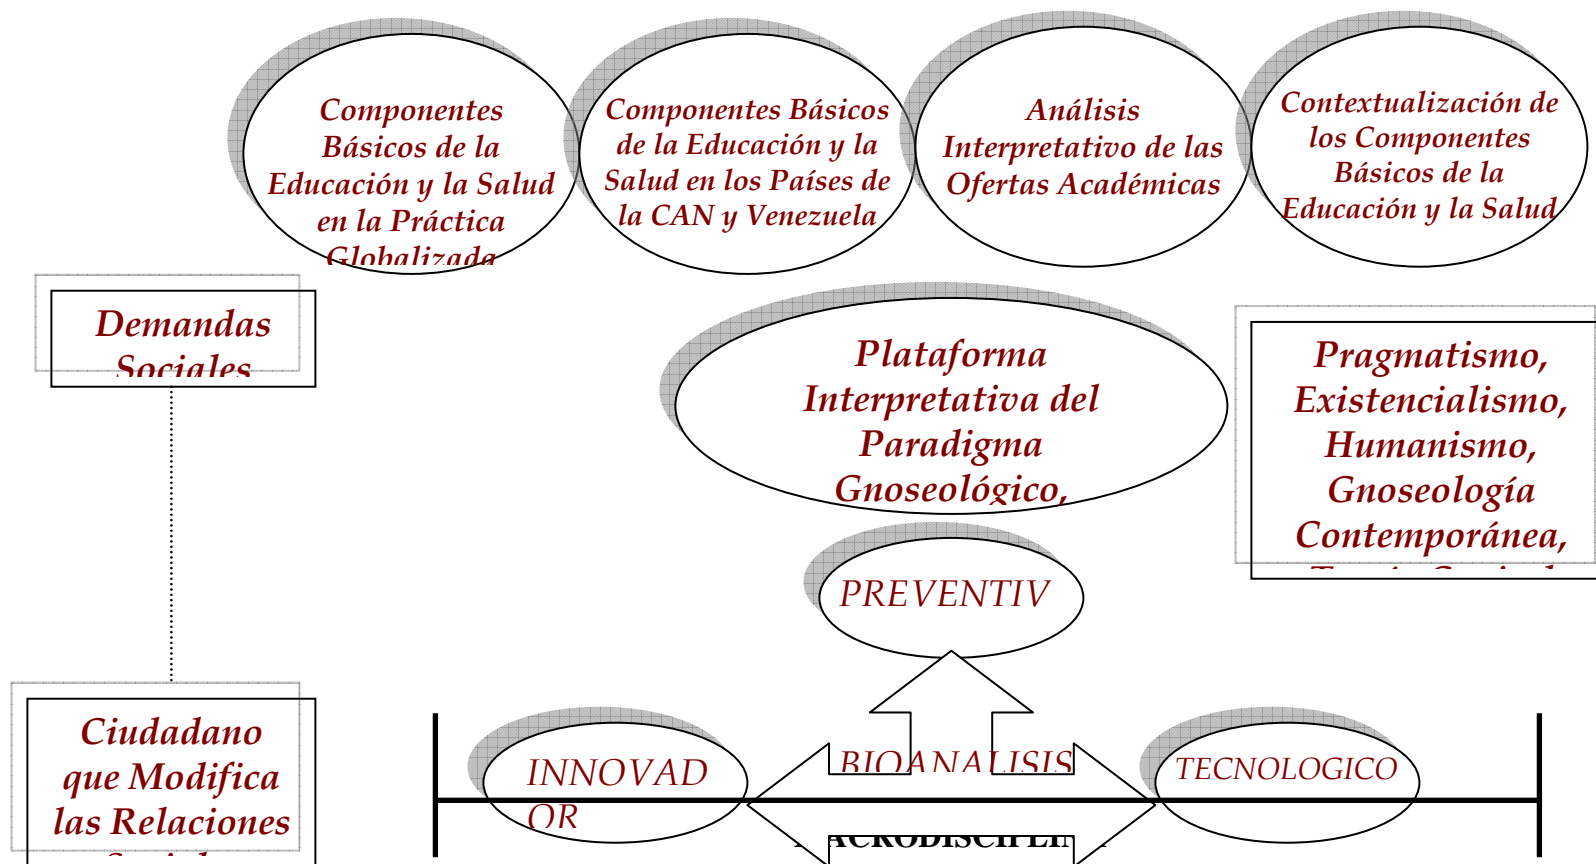 Componentes
Básicos de la
Educación y la Salud
en la Práctica
Globalizada
Componentes Básicos
de la Educación y la
Salud en los Países de
la CAN y Venezuela
Análisis
Interpretativo de las
Ofertas Académicas
Contextualización de
los Componentes
Básicos de la
Educación y la Salud
Demandas
Sociales
Plataforma
Interpretativa del
Paradigma
Gnoseológico,
Pragmatismo,
Existencialismo,
Humanismo,
Gnoseología
Contemporánea,
PREVENTIV
Ciudadano
que Modifica
las Relaciones
INNOVAD
OR
BIOANALISIS
TECNOLOGICO